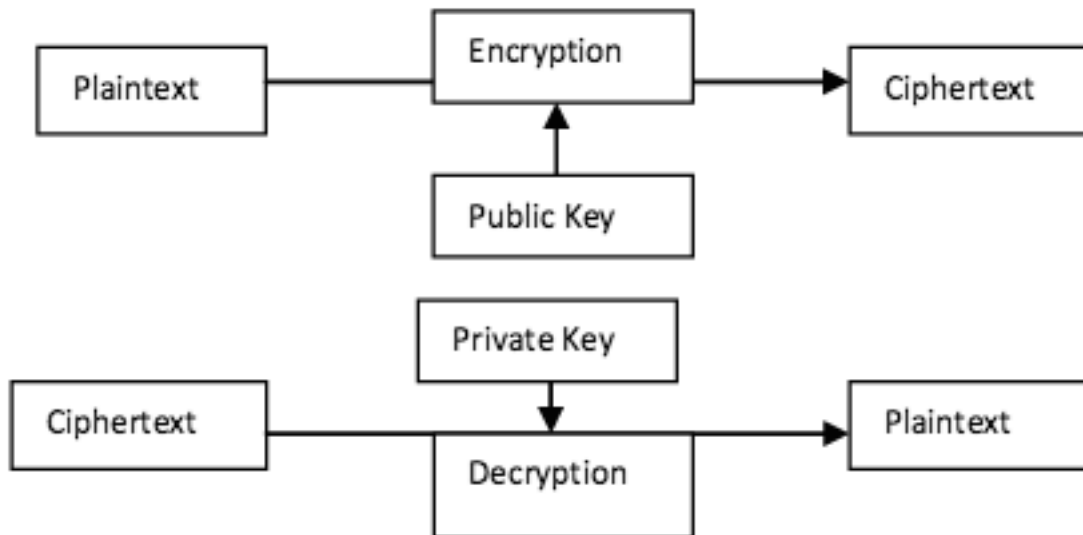 Plaintext
Encryption
Ciphertext
Public Key
Private Key
Ciphertext
Decryption
Plaintext